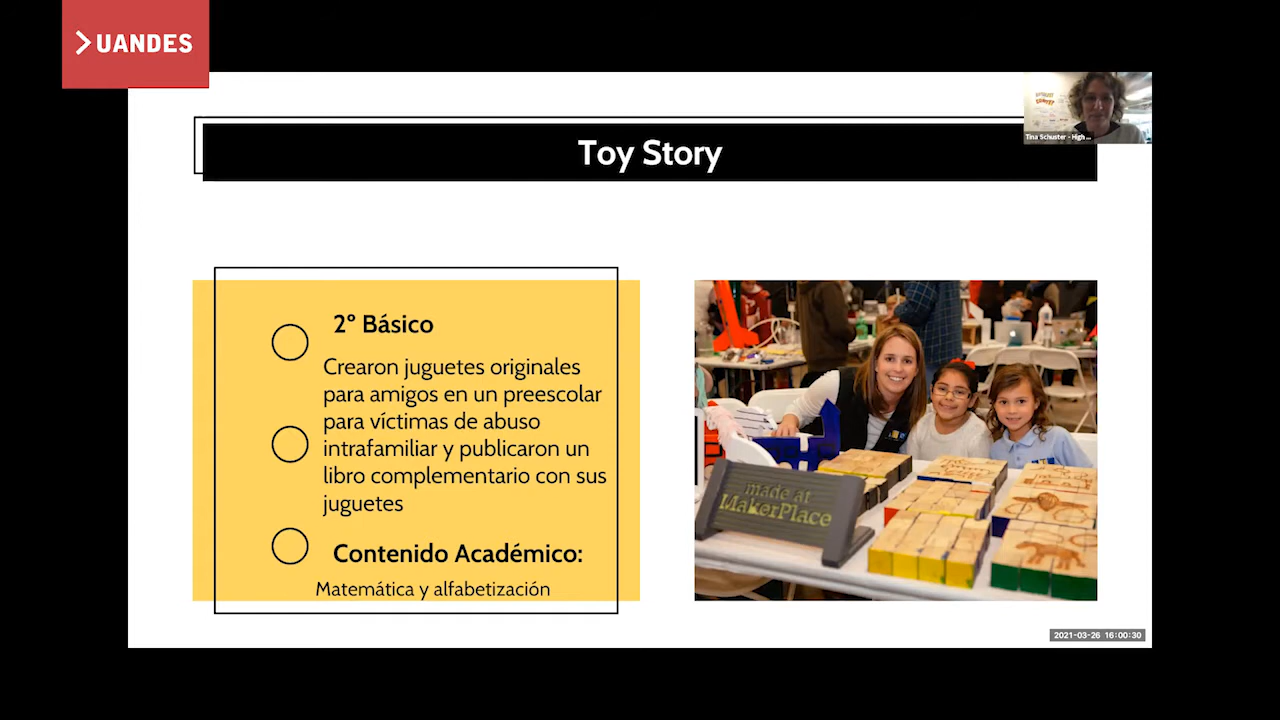 UANDES
Tina Schuster - High ...
Toy Story
2º Básico
Crearon juguetes originales
para amigos en un preescolar
para víctimas de abuso
intrafamiliar y publicaron un
libro complementario con sus
juguetes
Contenido Académico:
Matemática y alfabetización
made at
MakerPlace
2021-03-26 16:00:30